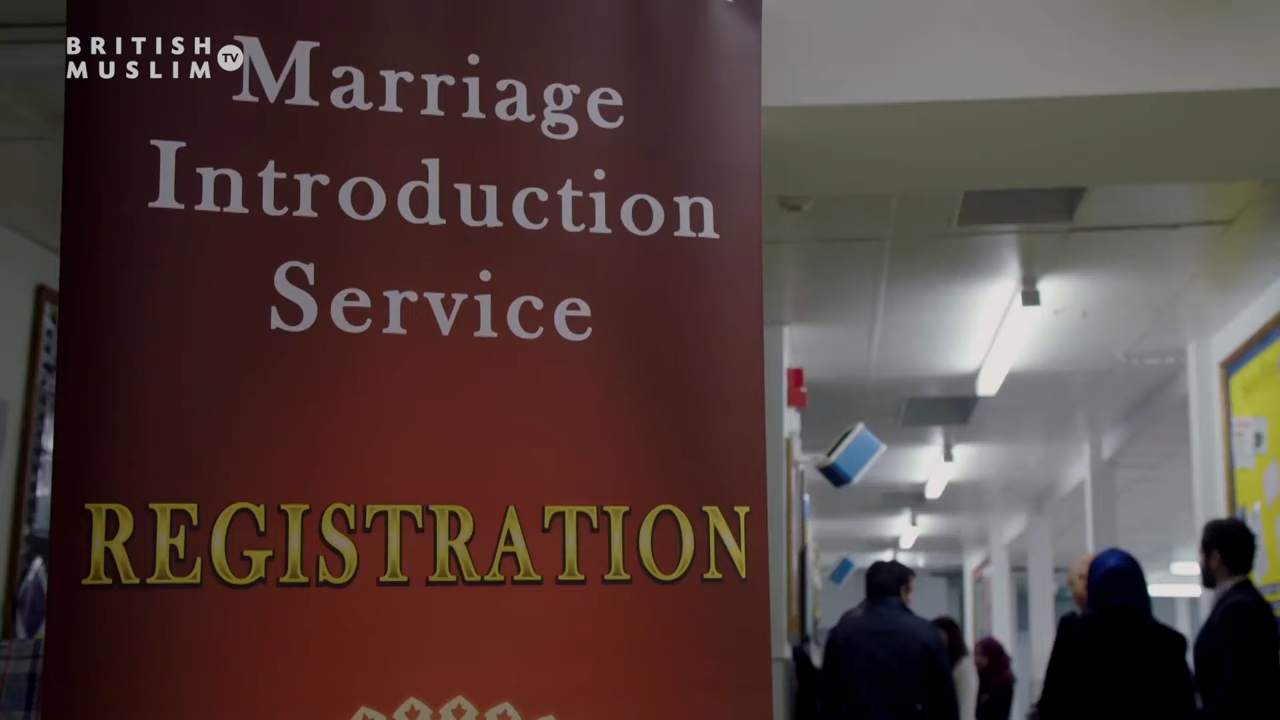 BRITISH
MUSLIM TV
Marriage
Introduction
Service
REGISTRATION